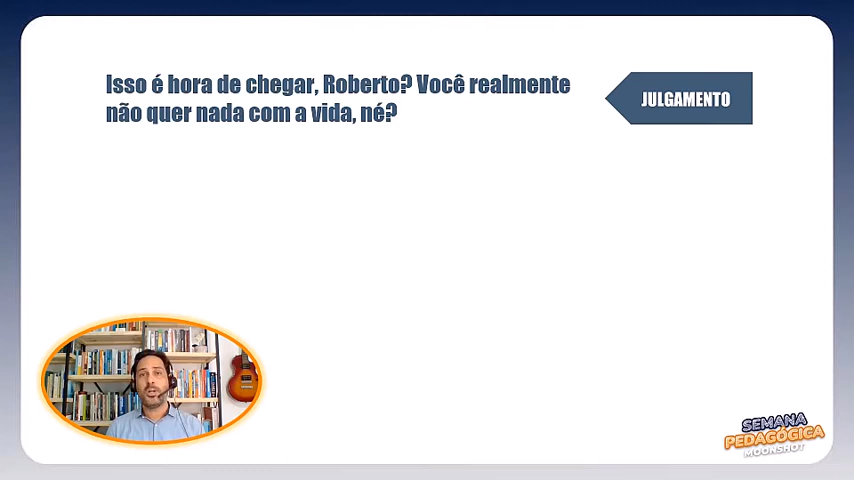 Isso é hora de chegar, Roberto? Você realmente
não quer nada com a vida, né?
JULGAMENTO
SEMANA
PEDAGÓGICA
MOONSHOT